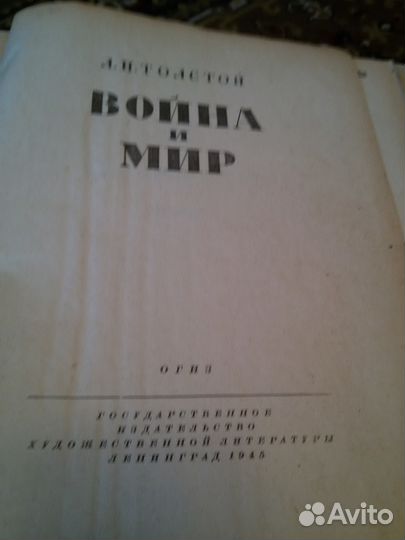 Л.Н.ТОЛСТОЙ
ВОЙНА
И
МИР
ОГИЗ
ГОСУДАРСТВЕННОЕ
ИЗДАТЕЛЬСТВО
ХУДОЖЕСТВЕННОЙ ЛИТЕРАТУРЫ
ЛЕНИНГРАД 1945
Avito